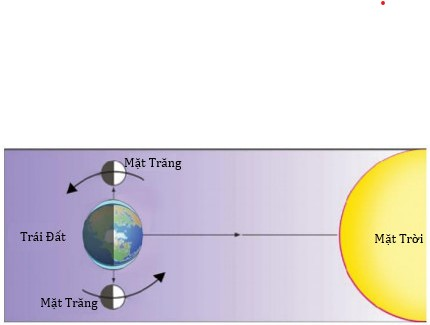 Mặt Trăng
Trái Đất
Mặt Trời
Mặt Trăng